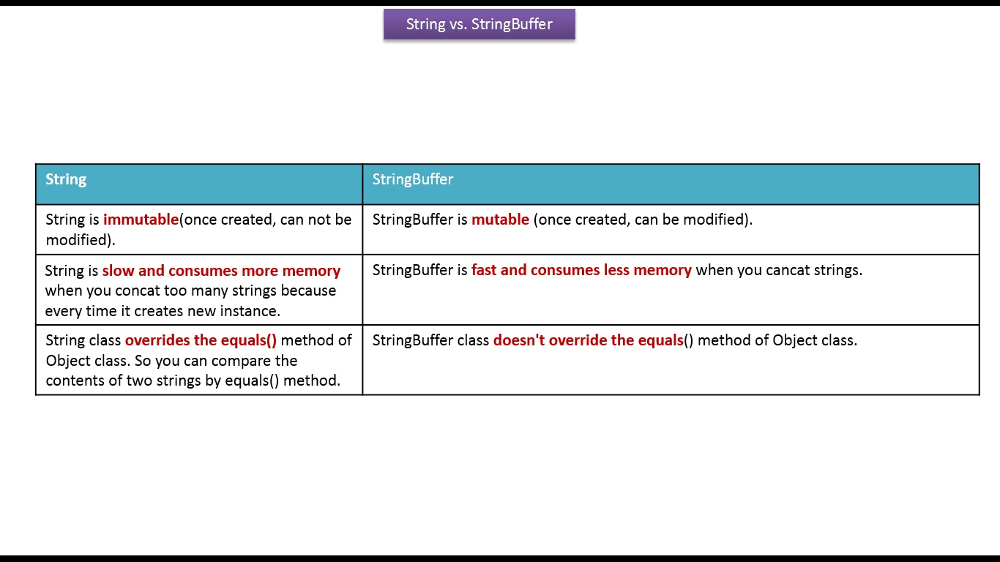 String vs. StringBuffer
String
StringBuffer
String is immutable(once created, can not be
modified).
StringBuffer is mutable (once created, can be modified).
String is slow and consumes more memory
when you concat too many strings because
every time it creates new instance.
StringBuffer is fast and consumes less memory when you cancat strings.
String class overrides the equals() method of
Object class. So you can compare the
contents of two strings by equals() method.
StringBuffer class doesn't override the equals() method of Object class.